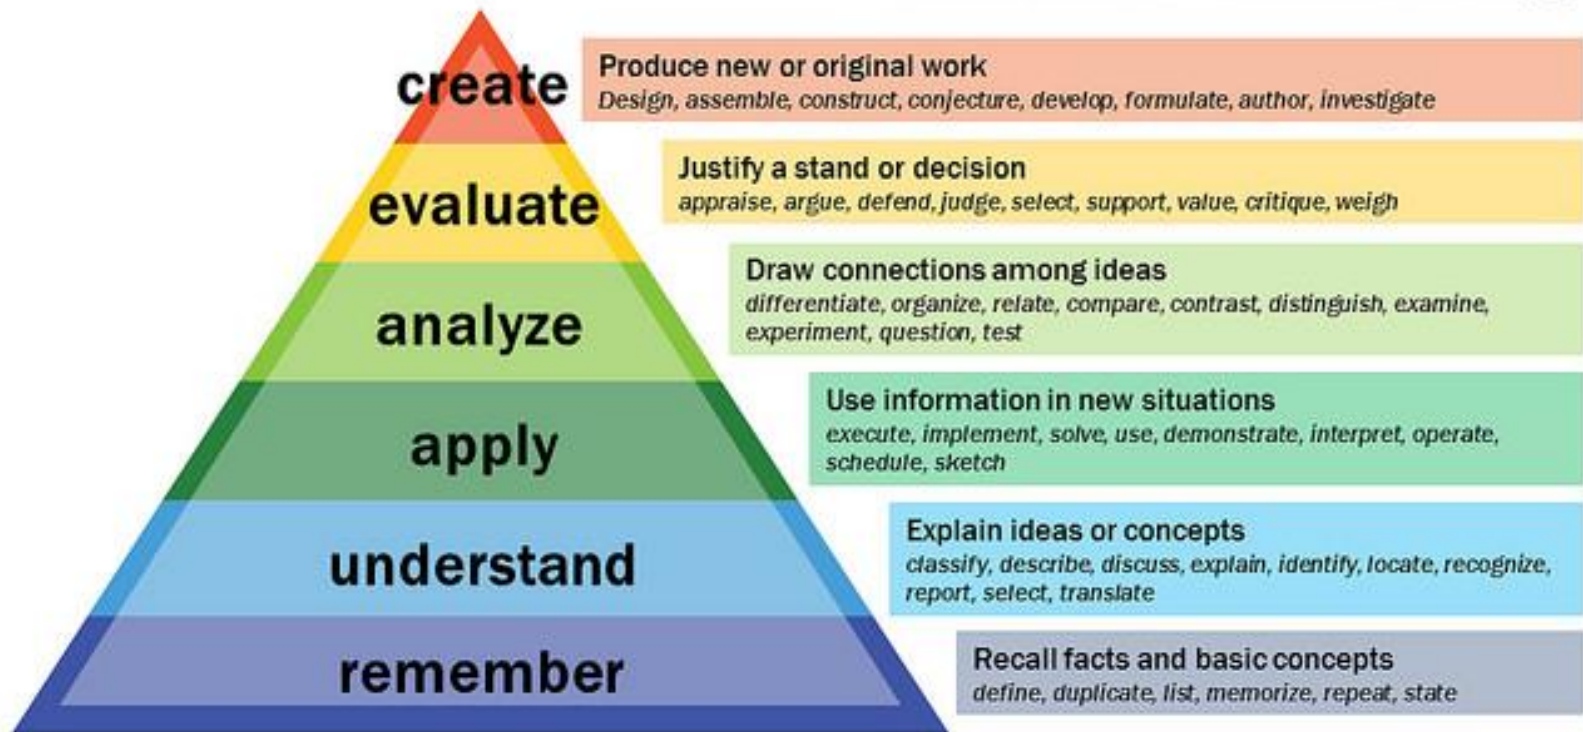 create
Produce new or original work
Design, assemble, construct, conjecture, develop, formulate, author, investigate
evaluate
Justify a stand or decision
appraise, argue, defend, judge, select, support, value, critique, weigh
analyze
Draw connections among ideas
differentiate, organize, relate, compare, contrast, distinguish, examine,
experiment, question, test
apply
Use information in new situations
execute, implement, solve, use, demonstrate, interpret, operate,
schedule, sketch
understand
Explain ideas or concepts
classify, describe, discuss, explain, identify, locate, recognize,
report, select, translate
remember
Recall facts and basic concepts
define, duplicate, list, memorize, repeat, state